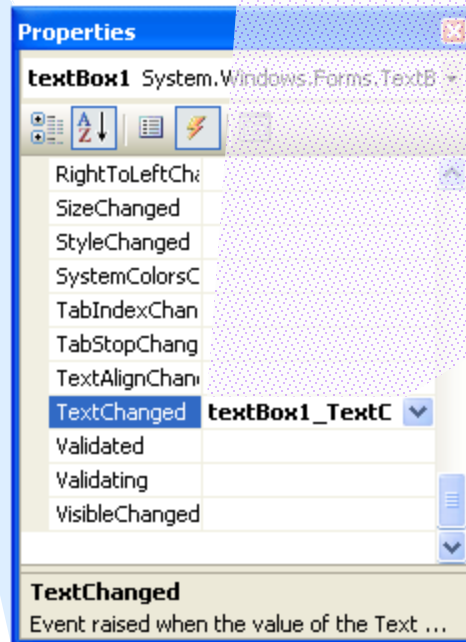 Properties
textBox1 System.Windows.Forms.TextB
RightToLeftCha
SizeChanged
StyleChanged
SystemColorsC
TabIndexChan
TabStopChang
TextAlignChan
TextChanged textBox1_TextC
Validated
Validating
VisibleChanged
TextChanged
Event raised when the value of the Text ...